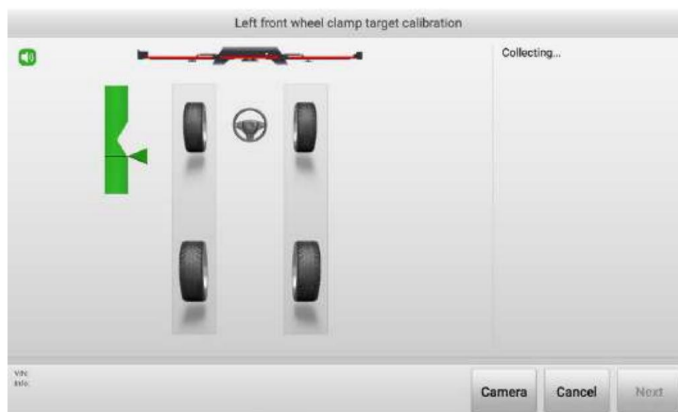 Left front wheel clamp target calibration
Collecting...
VIN:
Info:
Camera
Cancel
Next